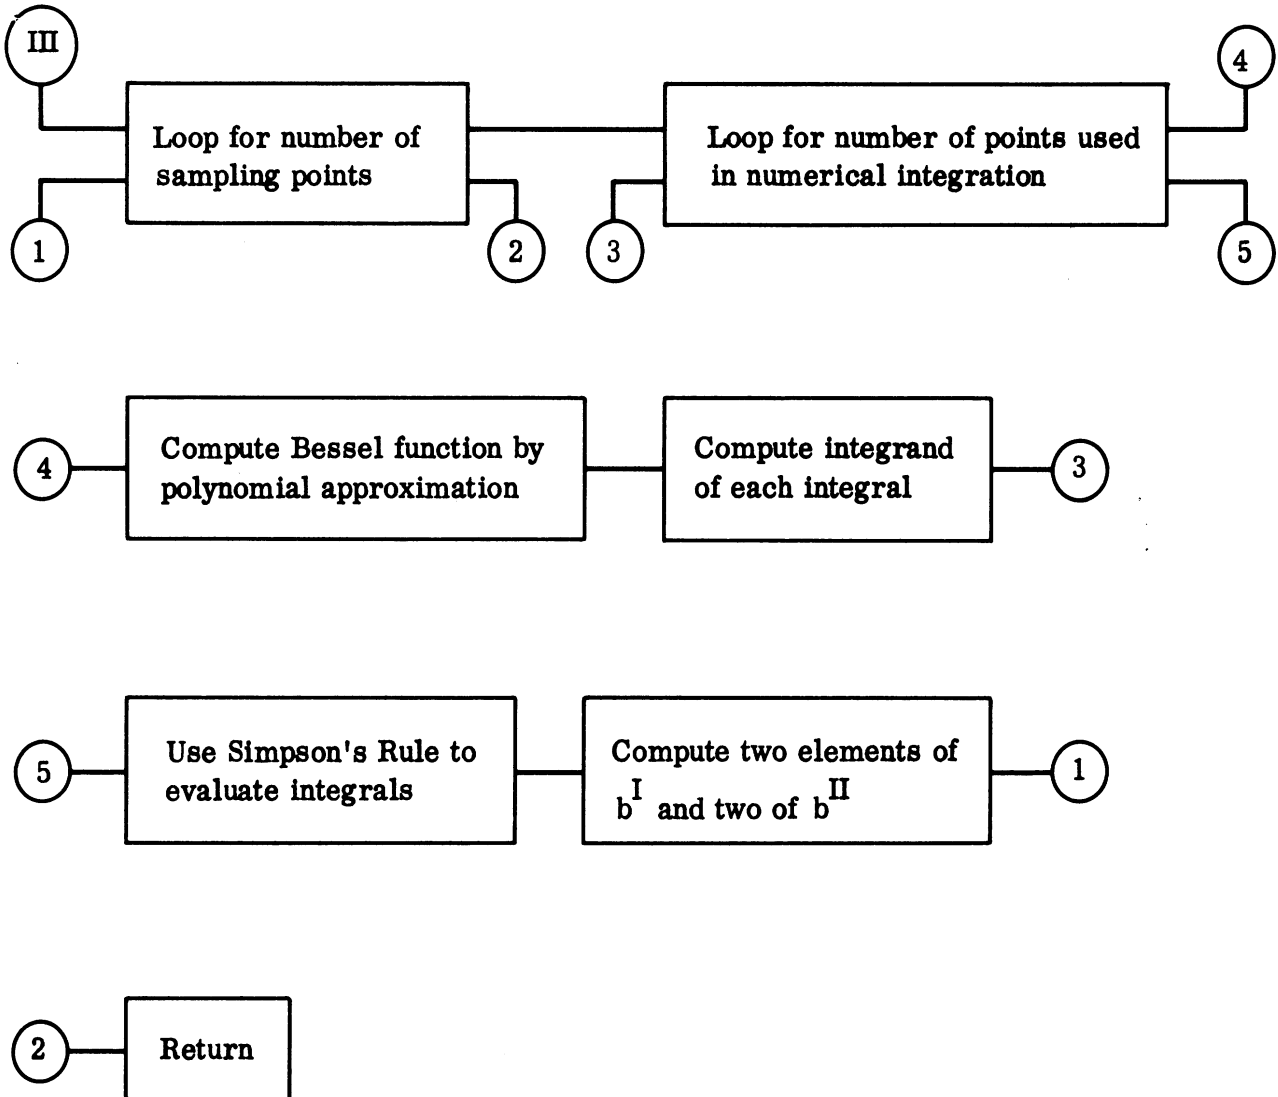 III
4
Loop for number of
sampling points
Loop for number of points used
in numerical integration
1
2
3
5
4
Compute Bessel function by
polynomial approximation
Compute integrand
of each integral
3
5
Use Simpson's Rule to
evaluate integrals
Compute two elements of
b^I and two of b^II
1
2
Return